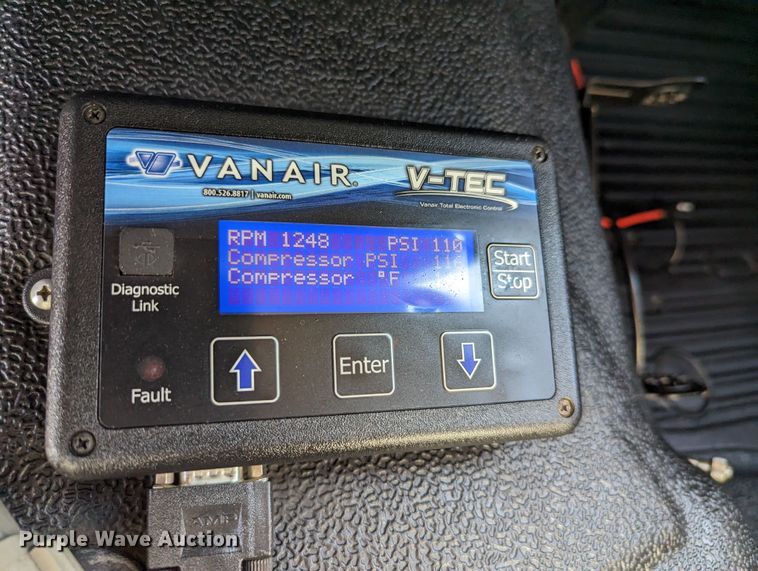 VANAIR®
800.526.8817 | vanair.com
V-TEC
Vanair Total Electronic Control
RPM 1248 PSI 110
Compressor PSI
Compressor °F
Start
Stop
Diagnostic
Link
Enter
Fault
AMP
Purple Wave Auction